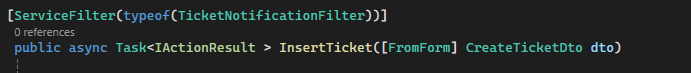 [ServiceFilter(typeof(TicketNotificationFilter))]
0 references
public async Task<IActionResult > InsertTicket([FromForm] CreateTicketDto dto)